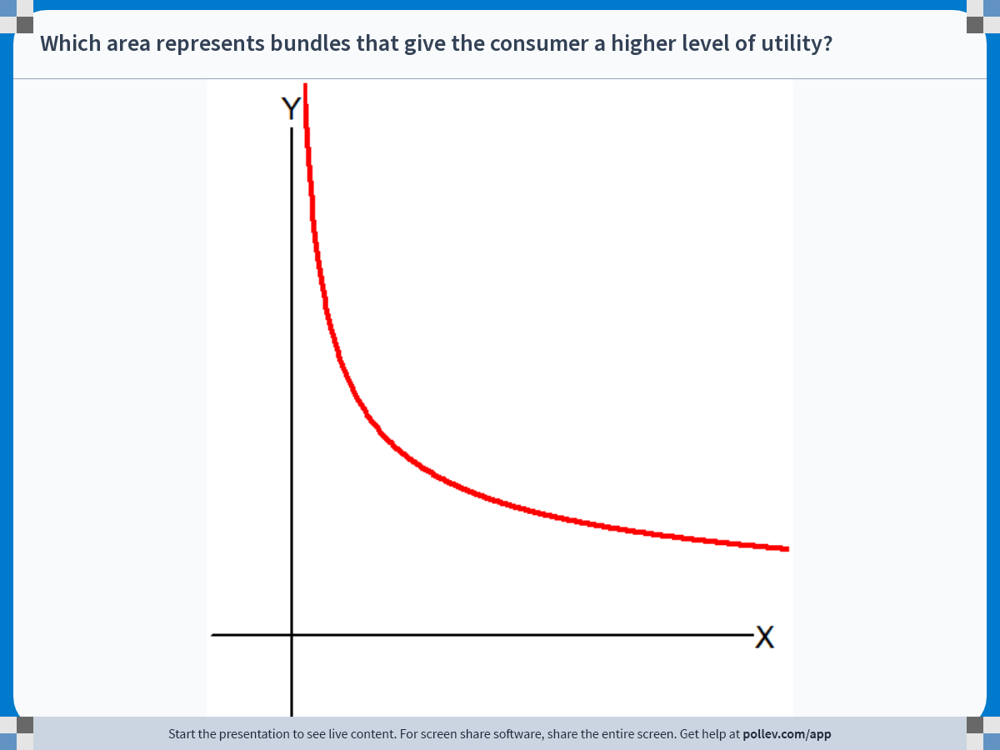 Which area represents bundles that give the consumer a higher level of utility?
Y
X
Start the presentation to see live content. For screen share software, share the entire screen. Get help at pollev.com/app